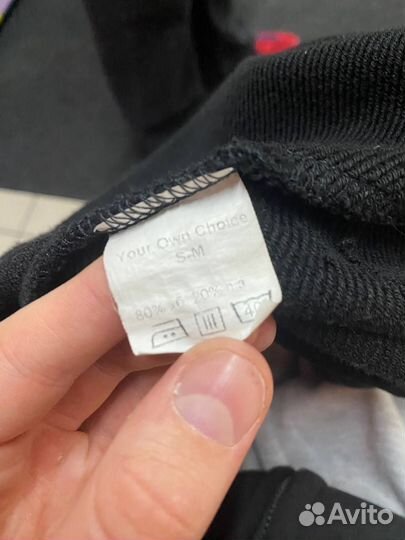 Your Own Choice
S-M
80% х/б 20% п-э
40
Avito